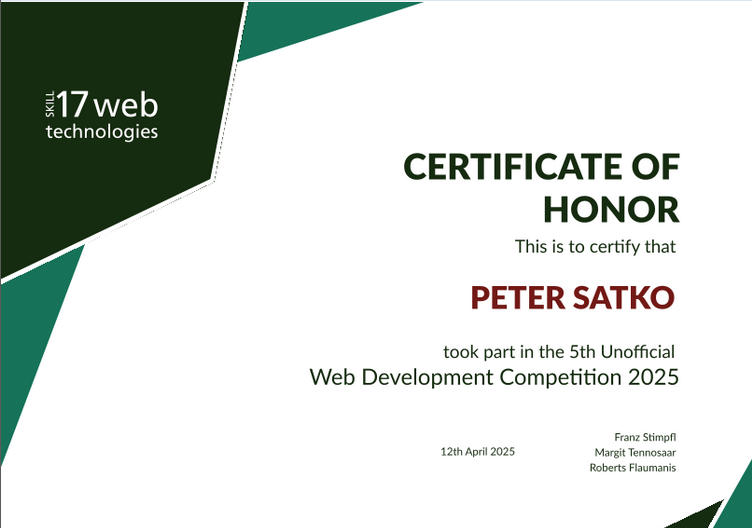 SKILL 17 web
technologies
CERTIFICATE OF
HONOR
This is to certify that
PETER SATKO
took part in the 5th Unofficial
Web Development Competition 2025
12th April 2025
Franz Stimpfl
Margit Tennosaar
Roberts Flaumanis